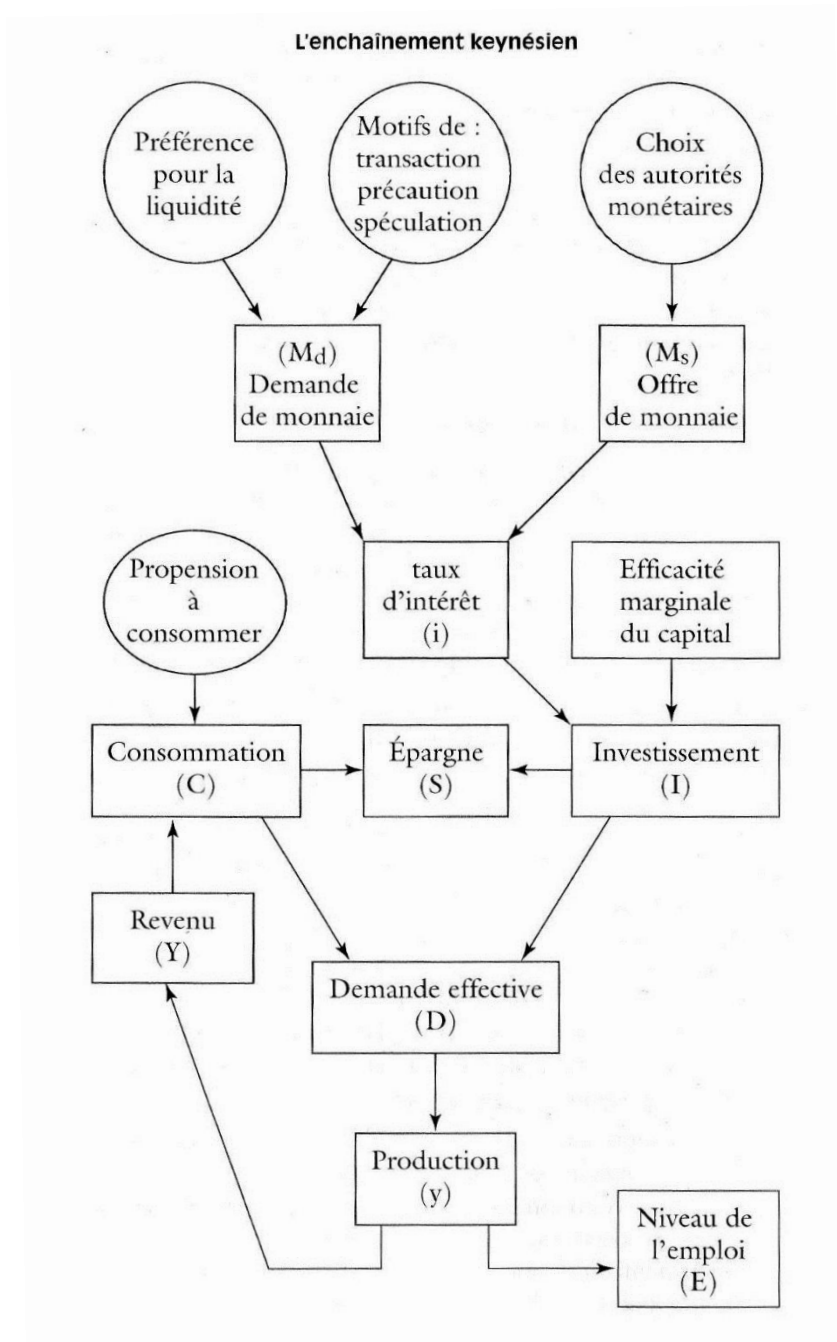 L'enchaînement keynésien
Préférence
pour la
liquidité
Motifs de :
transaction
précaution
spéculation
Choix
des autorités
monétaires
(Md)
Demande
de monnaie
(Ms)
Offre
de monnaie
Propension
à
consommer
taux
d'intérêt
(i)
Efficacité
marginale
du capital
Consommation
(C)
Épargne
(S)
Investissement
(I)
Revenu
(Y)
Demande effective
(D)
Production
(y)
Niveau de
l'emploi
(E)